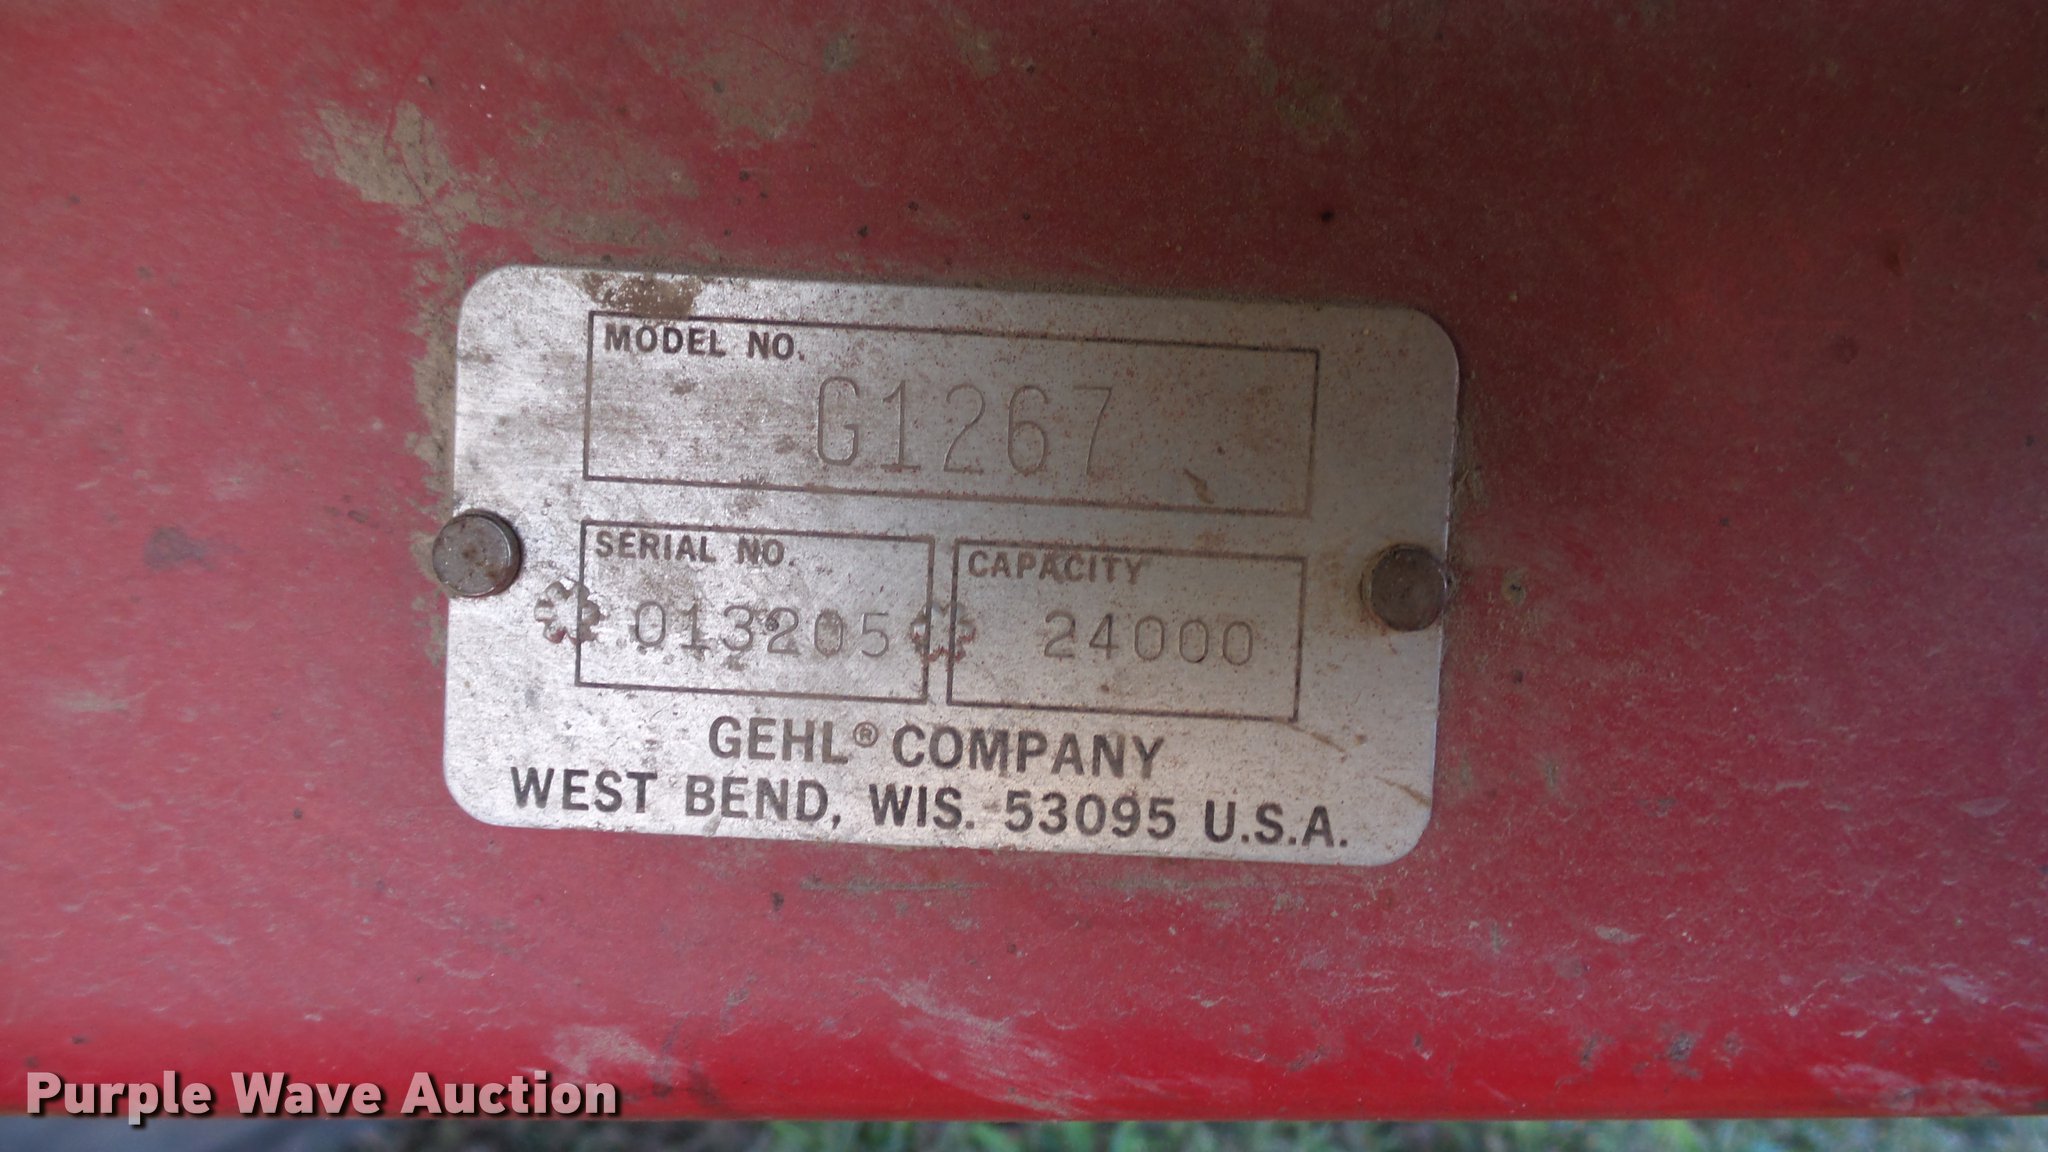 MODEL NO.
G1267
SERIAL NO. CAPACITY
013205 24000
GEHL® COMPANY
WEST BEND, WIS. 53095 U.S.A.
Purple Wave Auction